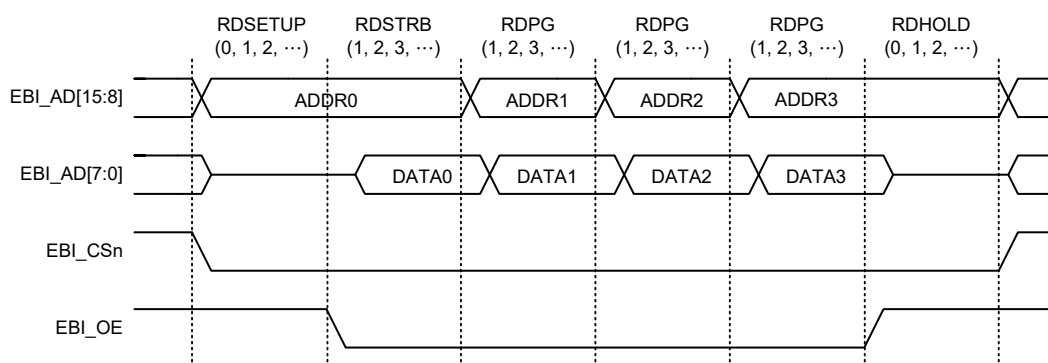 RDSETUP RDSTRB RDPG RDPG RDPG RDHOLD
(0, 1, 2, ⋯) (1, 2, 3, ⋯) (1, 2, 3, ⋯) (1, 2, 3, ⋯) (1, 2, 3, ⋯) (0, 1, 2, ⋯)
EBI_AD[15:8] ADDR0 ADDR1 ADDR2 ADDR3
EBI_AD[7:0] DATA0 DATA1 DATA2 DATA3
EBI_CSn
EBI_OE